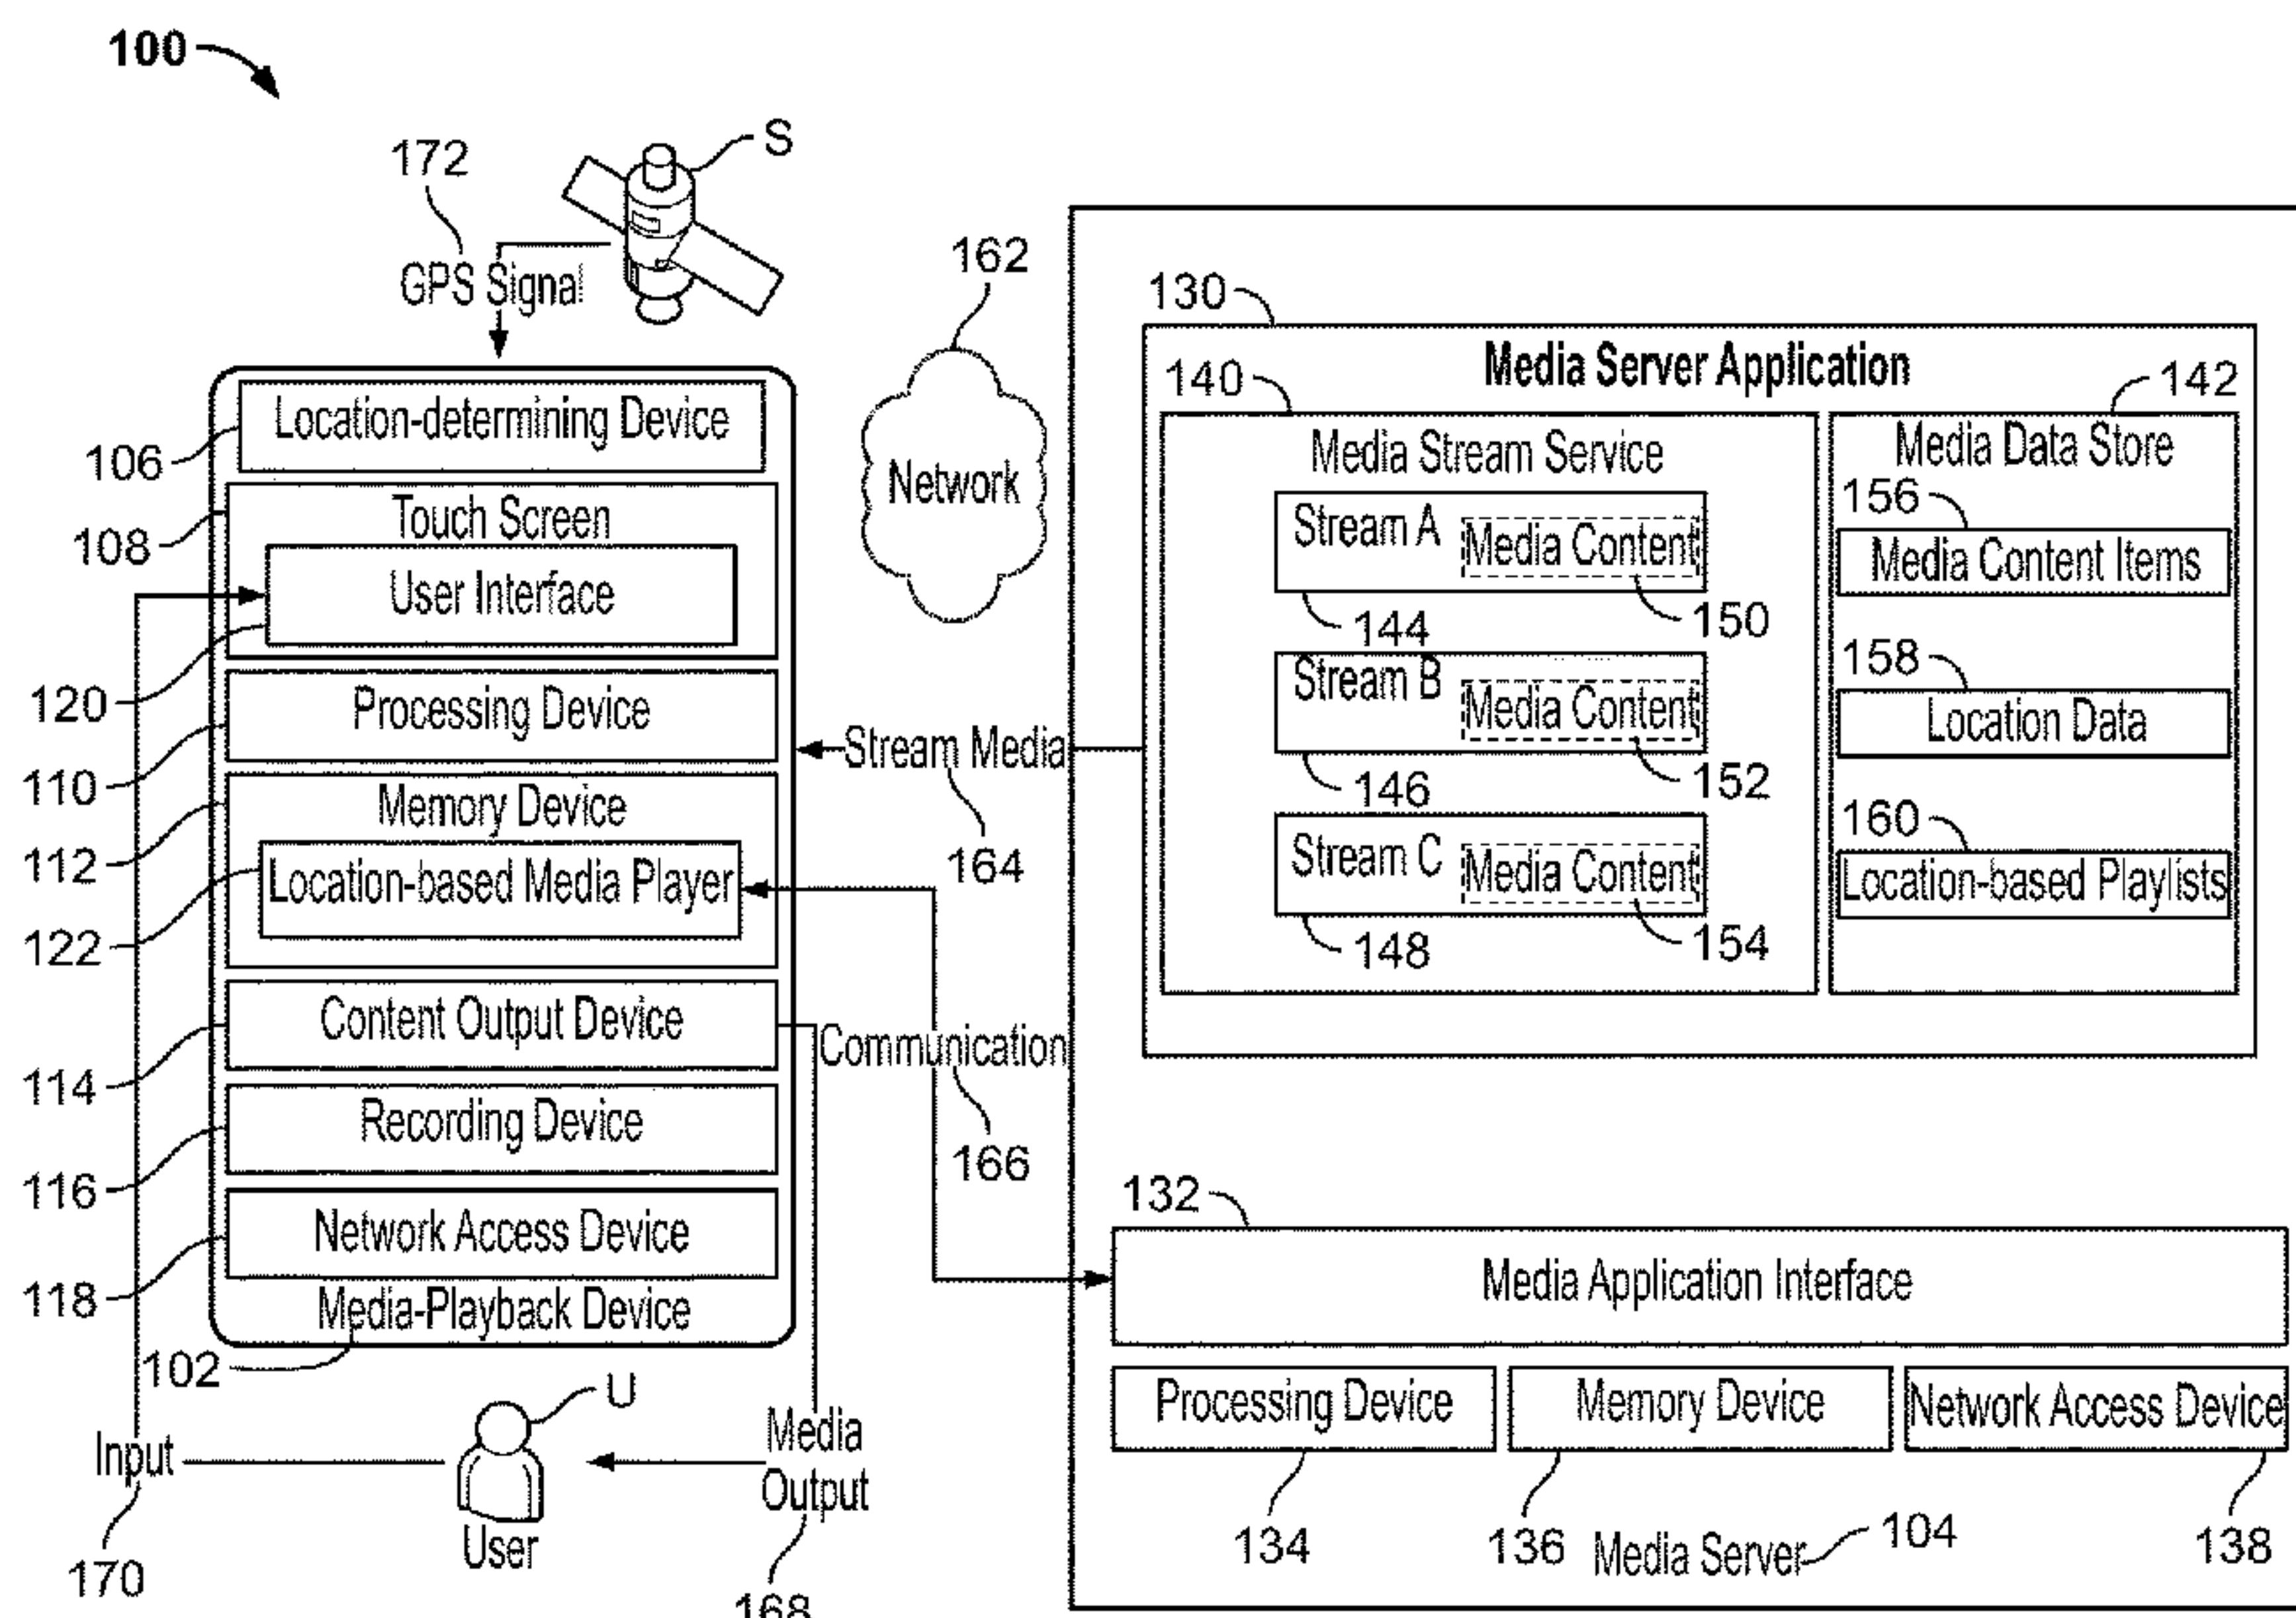 100
S
172
GPS Signal
Location-determining Device
106
Touch Screen
108
User Interface
120
Processing Device
110
Memory Device
112
Location-based Media Player
122
Content Output Device
114
Recording Device
116
Network Access Device
118
Media-Playback Device
102
U
User
Input
170
Media
Output
168
162
Network
Stream Media
164
Communication
166
130
Media Server Application
140
Media Stream Service
Stream A
Media Content
144
150
Stream B
Media Content
146
152
Stream C
Media Content
148
154
142
Media Data Store
156
Media Content Items
158
Location Data
160
Location-based Playlists
132
Media Application Interface
Processing Device
Memory Device
Network Access Device
134
136
138
Media Server
104